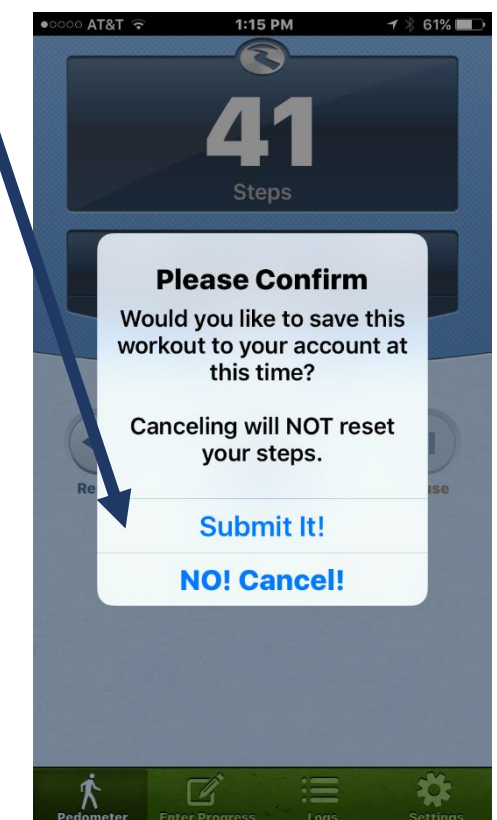 AT&T 1:15 PM 61%
41
Steps
Please Confirm
Would you like to save this
workout to your account at
this time?
Canceling will NOT reset
your steps.
Submit It!
NO! Cancel!
Pedometer Enter Progress Logs Settings